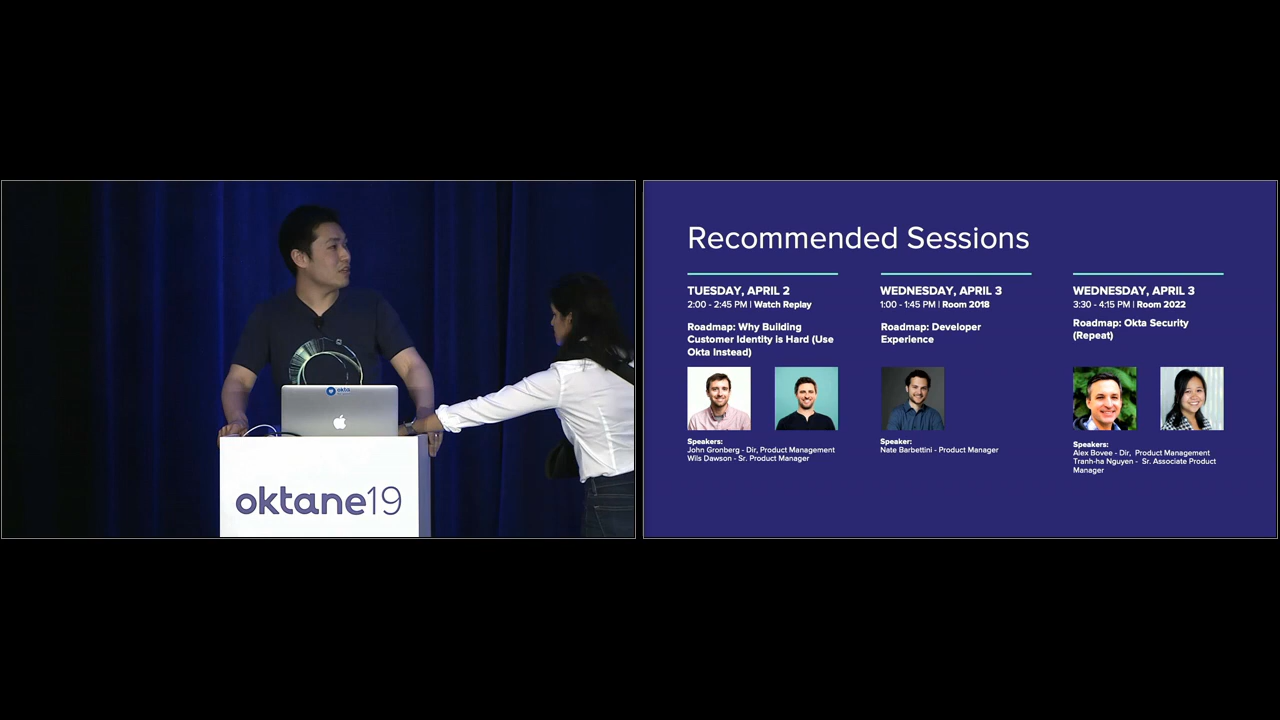 okta
oktane19
Recommended Sessions
TUESDAY, APRIL 2
2:00 - 2:45 PM | Watch Replay
Roadmap: Why Building
Customer Identity is Hard (Use
Okta Instead)
Speakers:
John Gronberg - Dir, Product Management
Wils Dawson - Sr. Product Manager
WEDNESDAY, APRIL 3
1:00 - 1:45 PM | Room 2018
Roadmap: Developer
Experience
Speaker:
Nate Barbettini - Product Manager
WEDNESDAY, APRIL 3
3:30 - 4:15 PM | Room 2022
Roadmap: Okta Security
(Repeat)
Speakers:
Alex Bovee - Dir,  Product Management
Tranh-ha Nguyen -  Sr. Associate Product
Manager